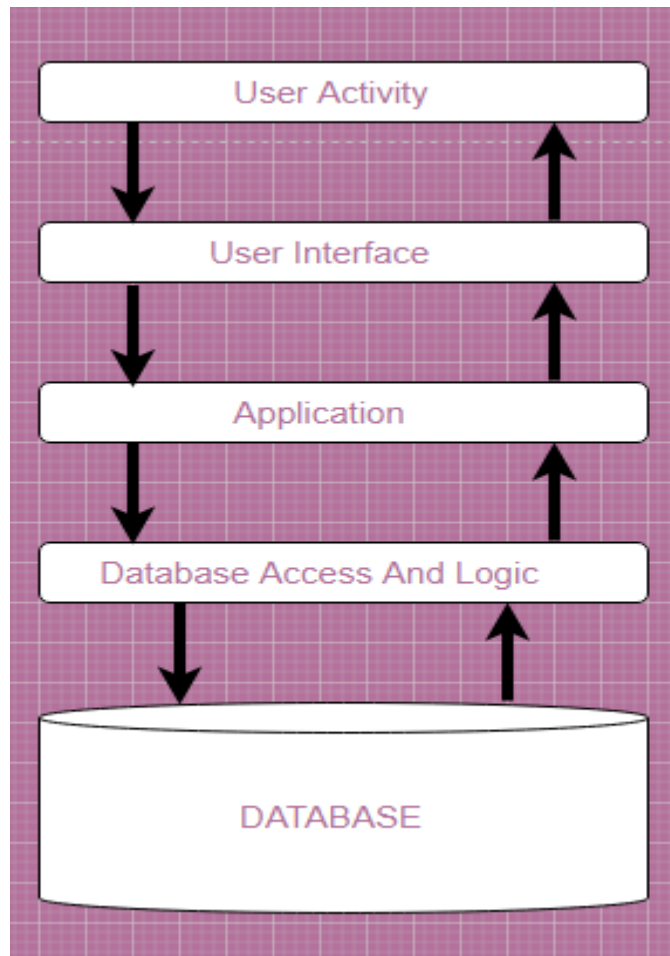 User Activity
User Interface
Application
Database Access And Logic
DATABASE